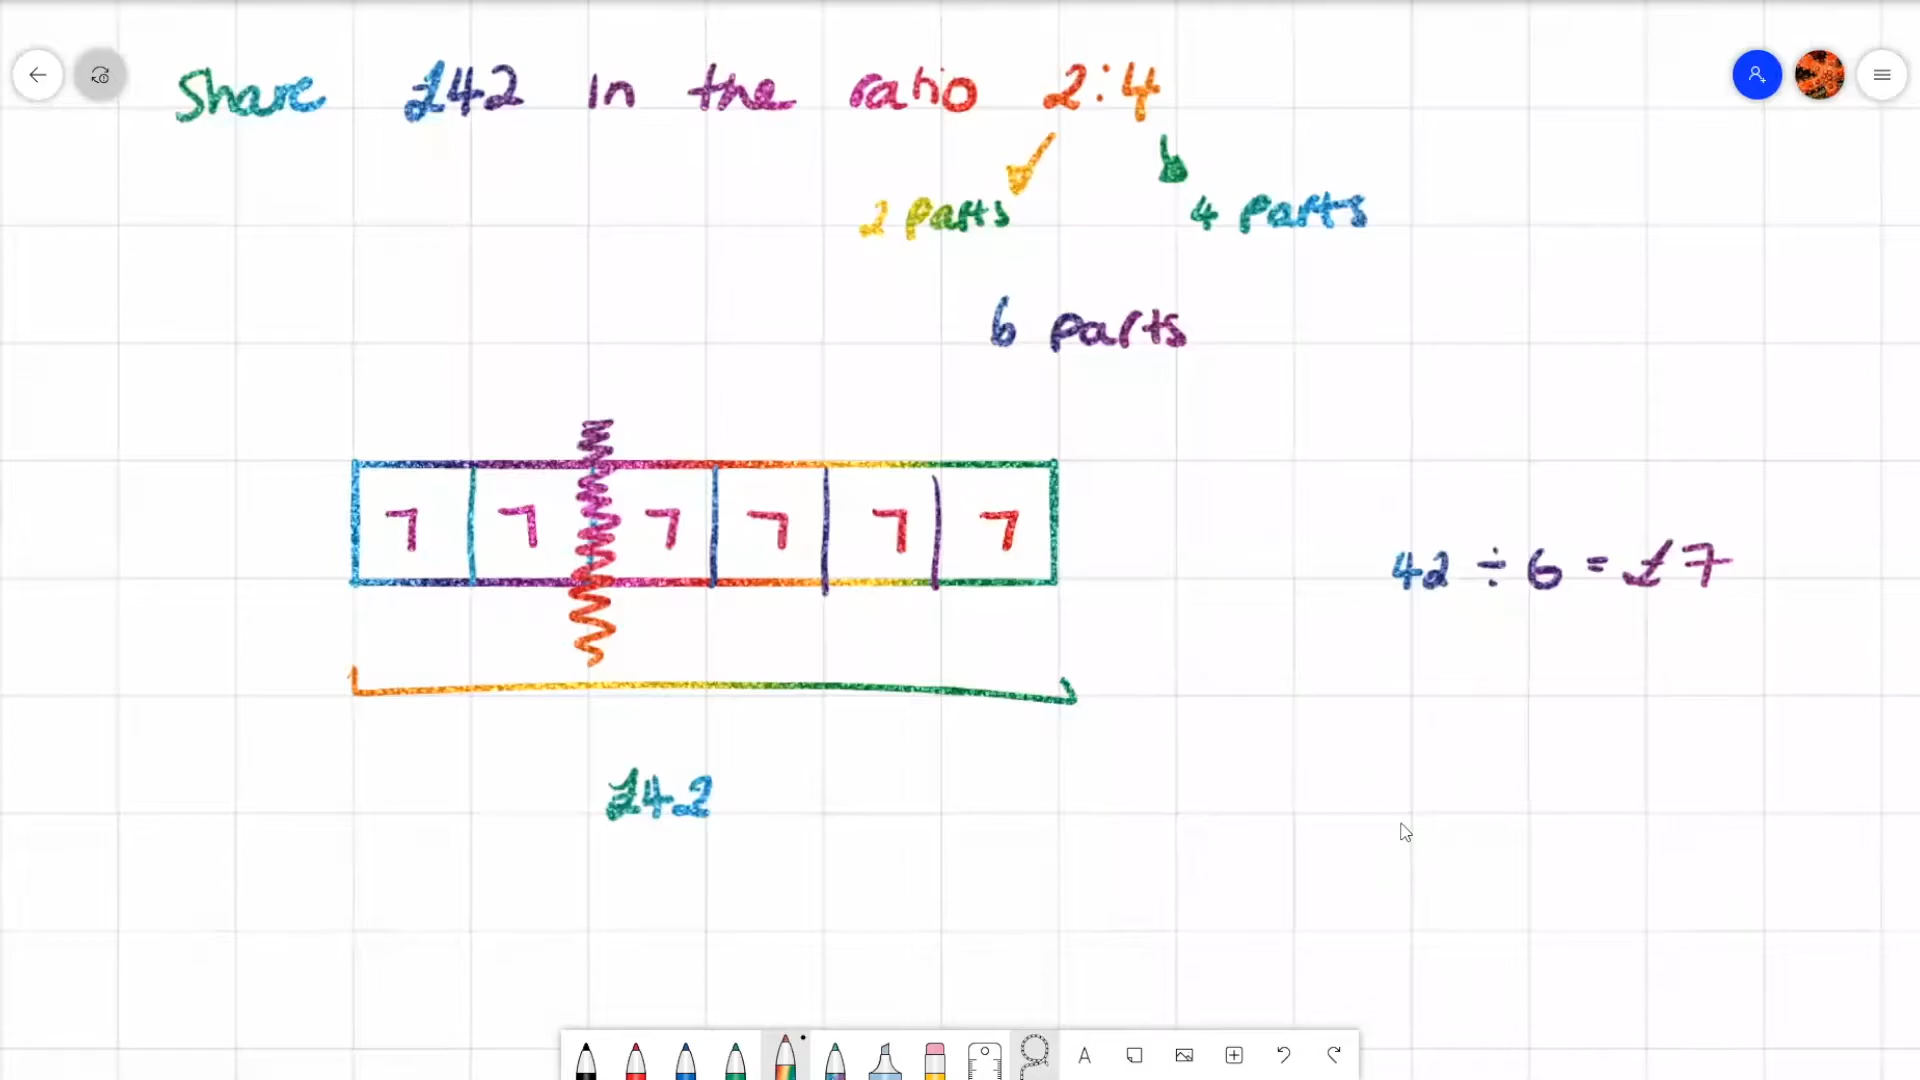 Share £42 in the ratio 2:4
2 parts 4 parts
6 parts
7 7 7 7 7 7
42 ÷ 6 = £7
£42
A